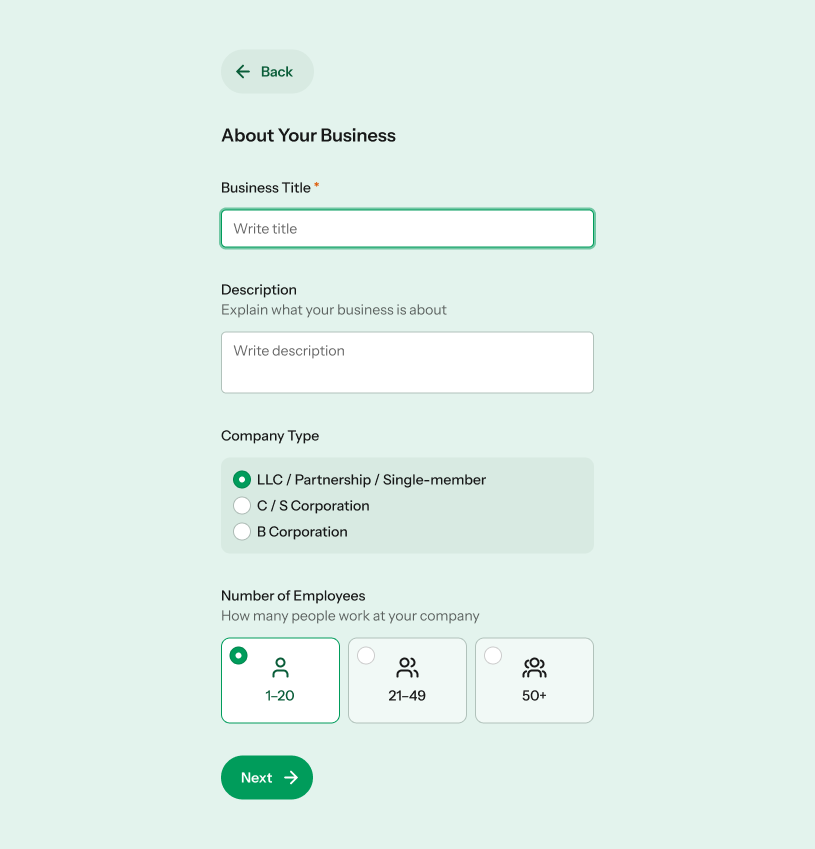 Back
About Your Business
Business Title *
Write title
Description
Explain what your business is about
Write description
Company Type
LLC / Partnership / Single-member
C / S Corporation
B Corporation
Number of Employees
How many people work at your company
1–20
21–49
50+
Next